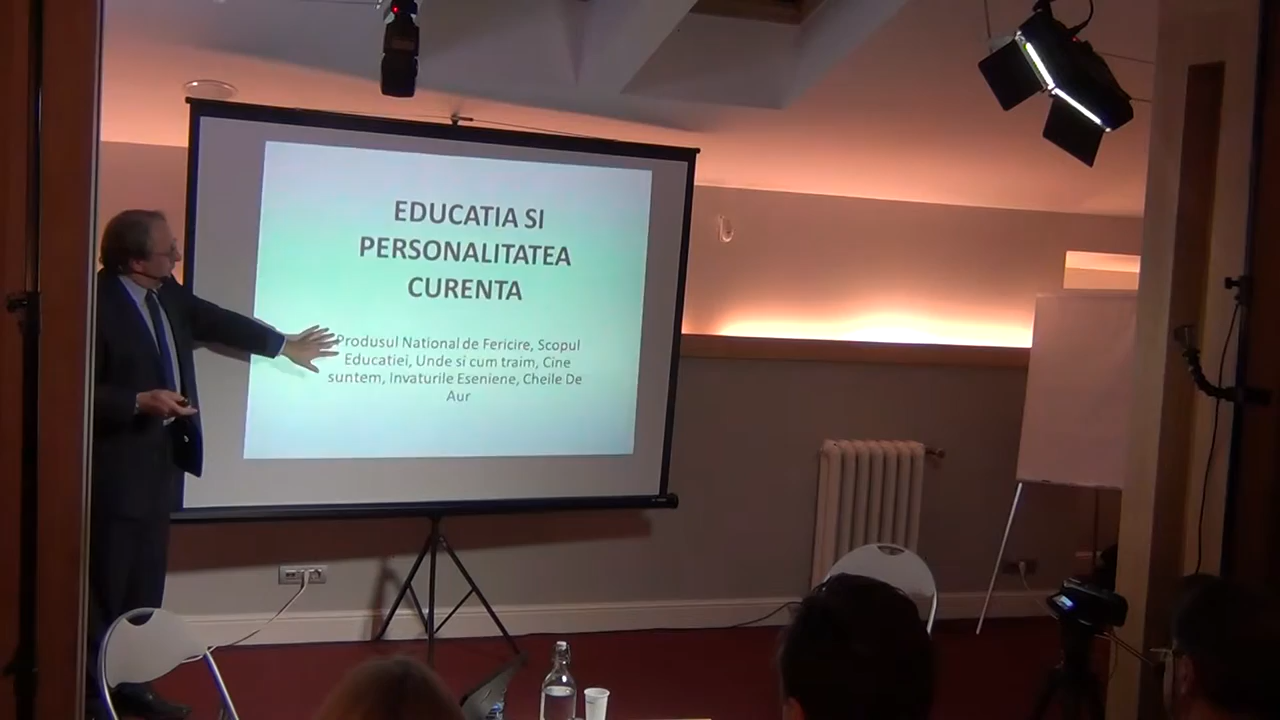 EDUCATIA SI
PERSONALITATEA
CURENTA
Produsul National de Fericire, Scopul
Educatiei, Unde si cum traim, Cine
suntem, Invaturile Eseniene, Cheile De
Aur